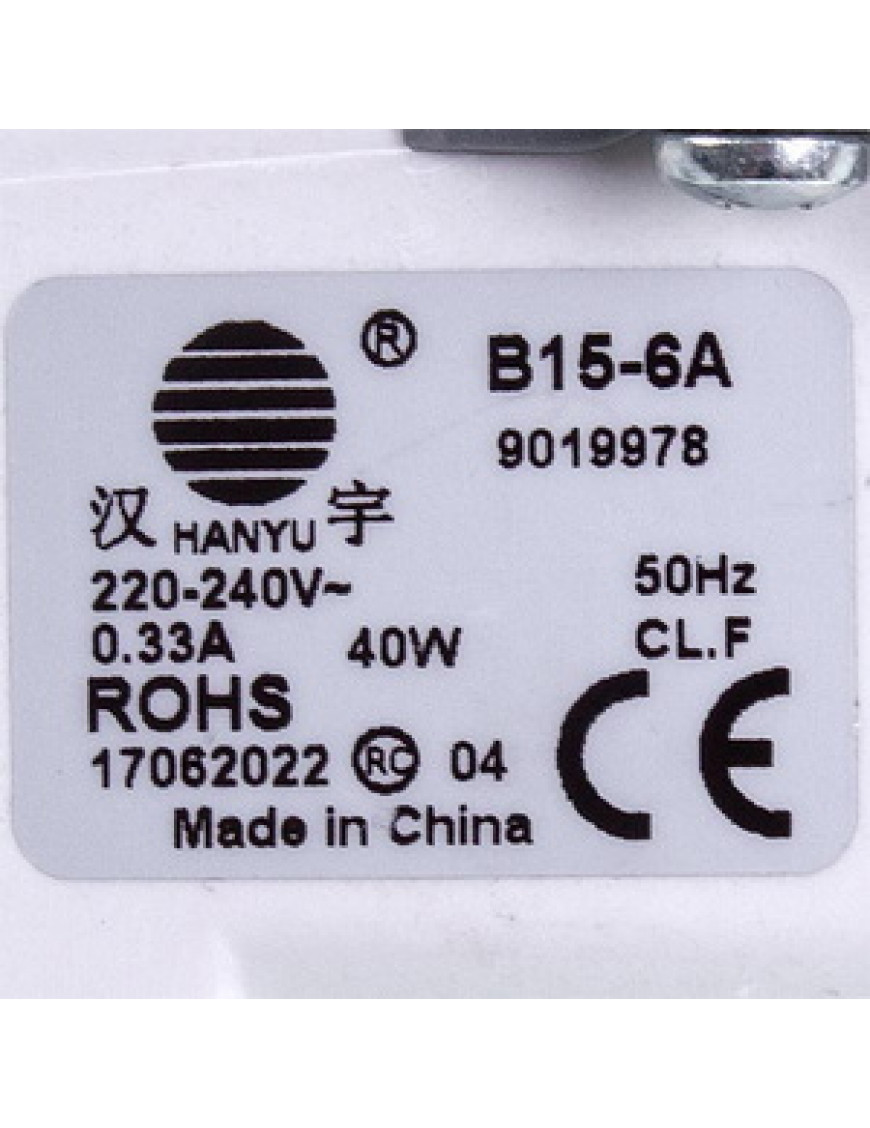 ®
B15-6A
9019978
汉 HANYU 宇
220-240V~ 50Hz
0.33A 40W CL.F
ROHS
17062022 RC 04
Made in China
CE